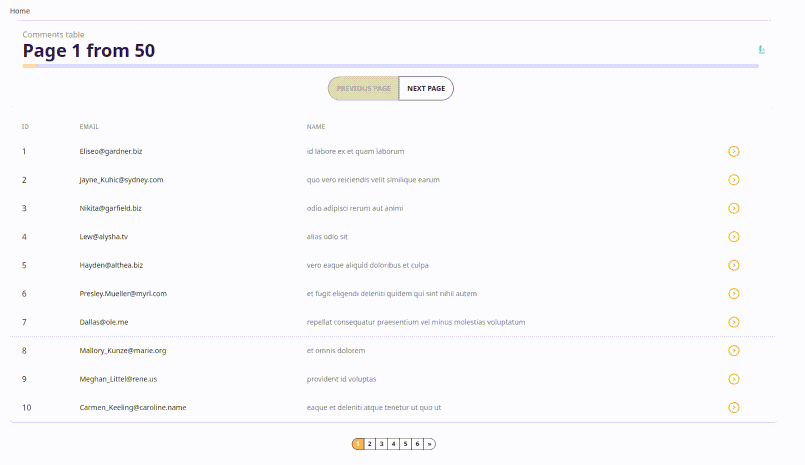 Home
Comments table
Page 1 from 50
PREVIOUS PAGE NEXT PAGE
ID EMAIL NAME
1 Eliseo@gardner.biz id labore ex et quam laborum
2 Jayne_Kuhic@sydney.com quo vero reiciendis velit similique earum
3 Nikita@garfield.biz odio adipisci rerum aut animi
4 Lew@alysha.tv alias odio sit
5 Hayden@althea.biz vero eaque aliquid doloribus et culpa
6 Presley.Mueller@myrl.com et fugit eligendi deleniti quidem qui sint nihil autem
7 Dallas@ole.me repellat consequatur praesentium vel minus molestias voluptatum
8 Mallory_Kunze@marie.org et omnis dolorem
9 Meghan_Littel@rene.us provident id voluptas
10 Carmen_Keeling@caroline.name eaque et deleniti atque tenetur ut quo ut
1 2 3 4 5 6 »